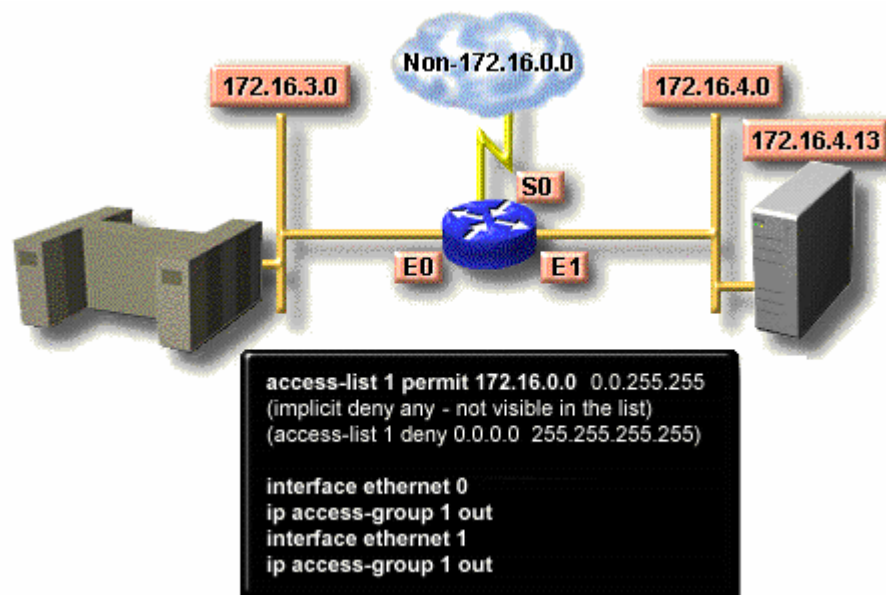 Non-172.16.0.0
172.16.3.0
172.16.4.0
172.16.4.13
S0
E0
E1
access-list 1 permit 172.16.0.0 0.0.255.255
(implicit deny any - not visible in the list)
(access-list 1 deny 0.0.0.0 255.255.255.255)
interface ethernet 0
ip access-group 1 out
interface ethernet 1
ip access-group 1 out